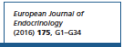 European Journal of
Endocrinology
(2016) 175, G1–G34